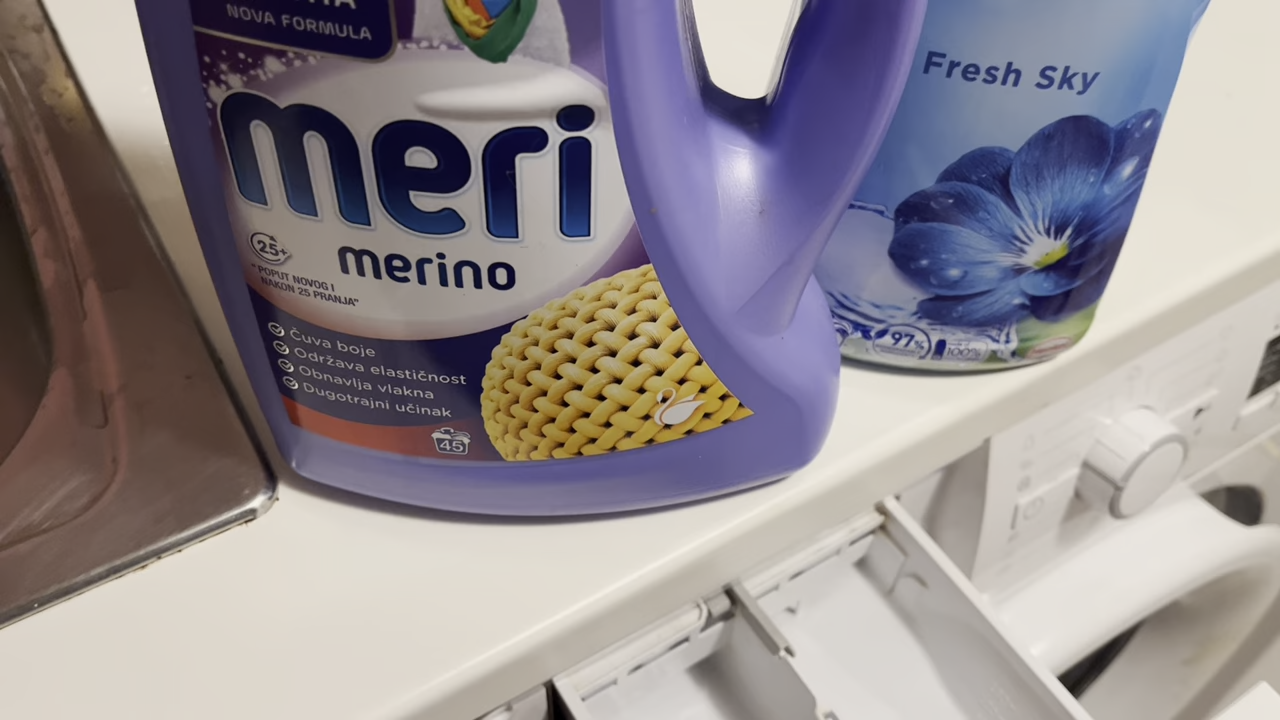 NOVA FORMULA
meri
merino
25+
"POPUT NOVOG I
NAKON 25 PRANJA"
Čuva boje
Održava elastičnost
Obnavlja vlakna
Dugotrajni učinak
45
Fresh Sky
97%
100%